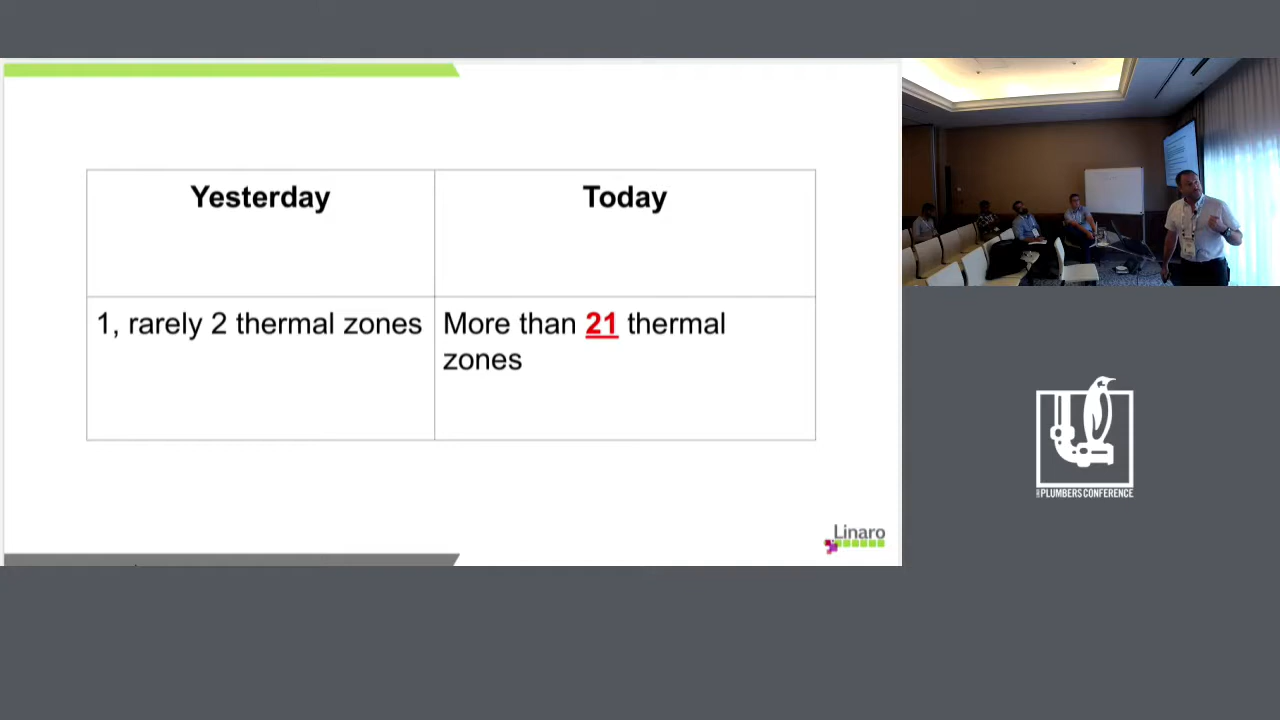 Yesterday
Today
1, rarely 2 thermal zones
More than 21 thermal
zones
Linaro
PLUMBERS CONFERENCE